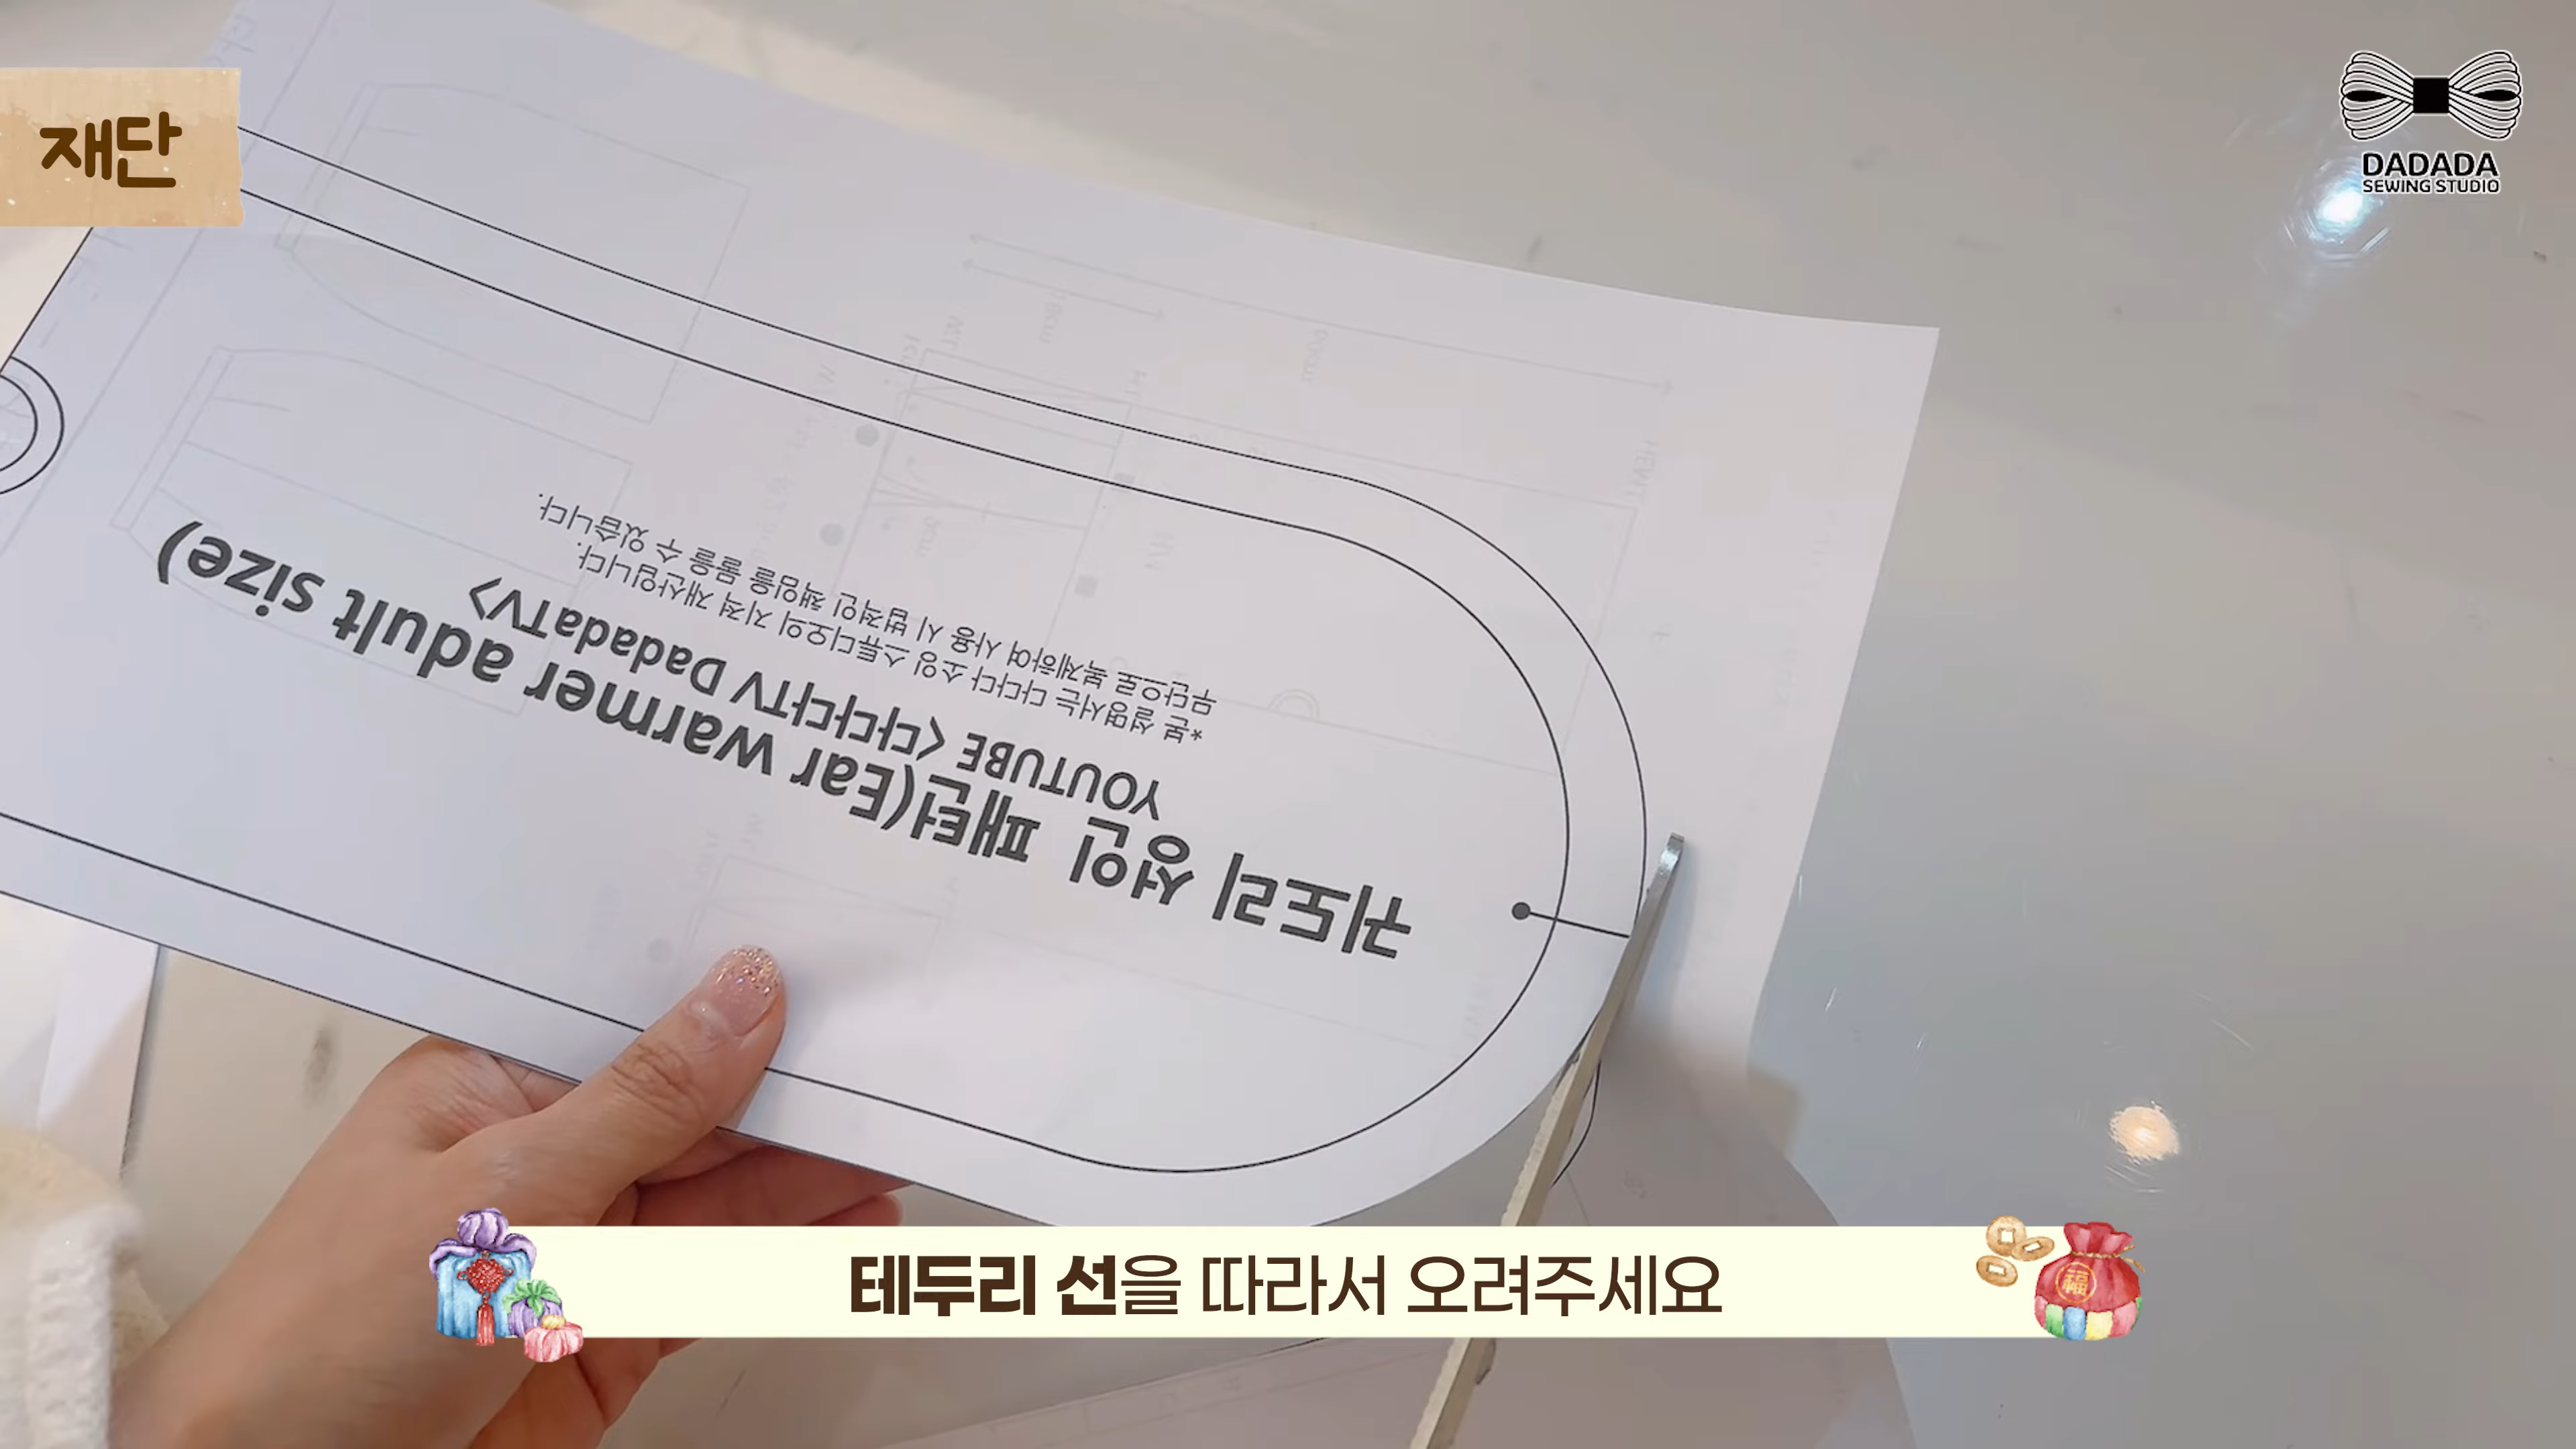 재단
DADADA
SEWING STUDIO
귀도리 성인 패턴(Ear warmer adult size)
YOUTUBE <다다다TV DadadaTV>
*본 설명서는 다다다 소잉 스튜디오의 지적 재산입니다.
무단으로 복제하여 사용 시 법적인 책임을 물을 수 있습니다.
福
테두리 선을 따라서 오려주세요